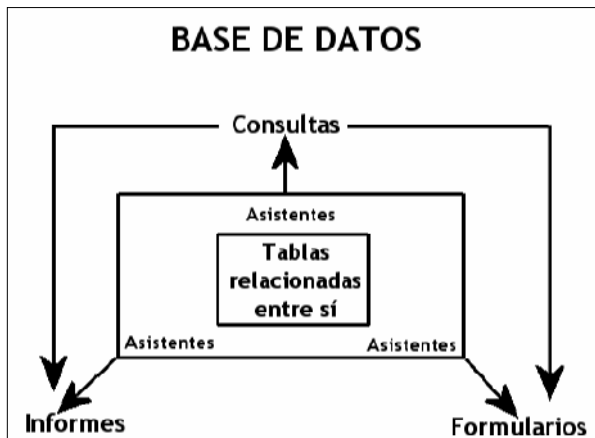 BASE DE DATOS
Consultas
Asistentes
Tablas
relacionadas
entre sí
Asistentes
Asistentes
Informes
Formularios